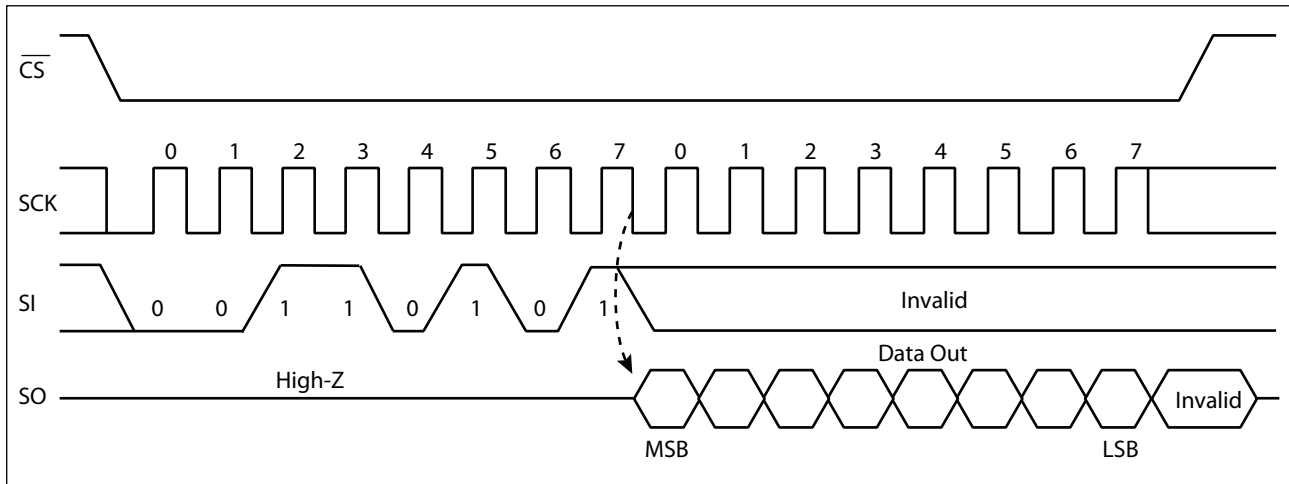 C̅S̅
0 1 2 3 4 5 6 7 0 1 2 3 4 5 6 7
SCK
SI
0 0 1 1 0 1 0 1
Invalid
Data Out
High-Z
SO
Invalid
MSB
LSB